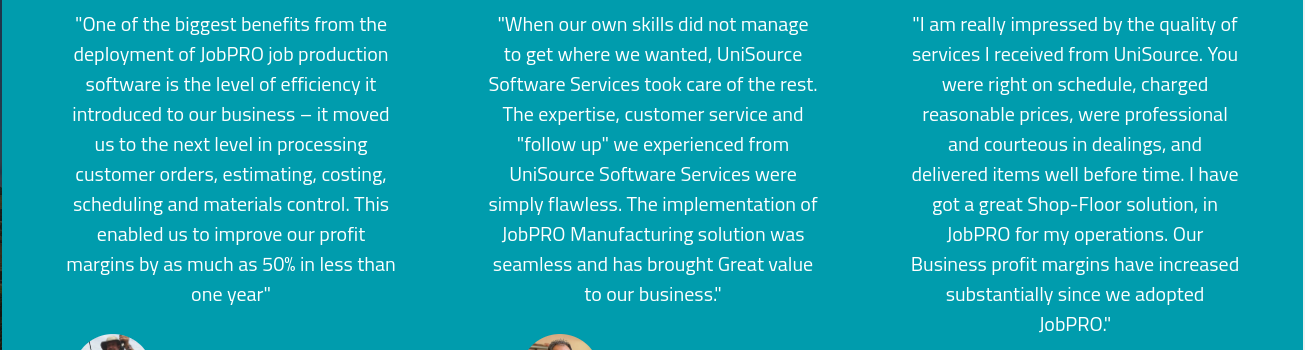 "One of the biggest benefits from the
deployment of JobPRO job production
software is the level of efficiency it
introduced to our business – it moved
us to the next level in processing
customer orders, estimating, costing,
scheduling and materials control. This
enabled us to improve our profit
margins by as much as 50% in less than
one year"
"When our own skills did not manage
to get where we wanted, UniSource
Software Services took care of the rest.
The expertise, customer service and
"follow up" we experienced from
UniSource Software Services were
simply flawless. The implementation of
JobPRO Manufacturing solution was
seamless and has brought Great value
to our business."
"I am really impressed by the quality of
services I received from UniSource. You
were right on schedule, charged
reasonable prices, were professional
and courteous in dealings, and
delivered items well before time. I have
got a great Shop-Floor solution, in
JobPRO for my operations. Our
Business profit margins have increased
substantially since we adopted
JobPRO."